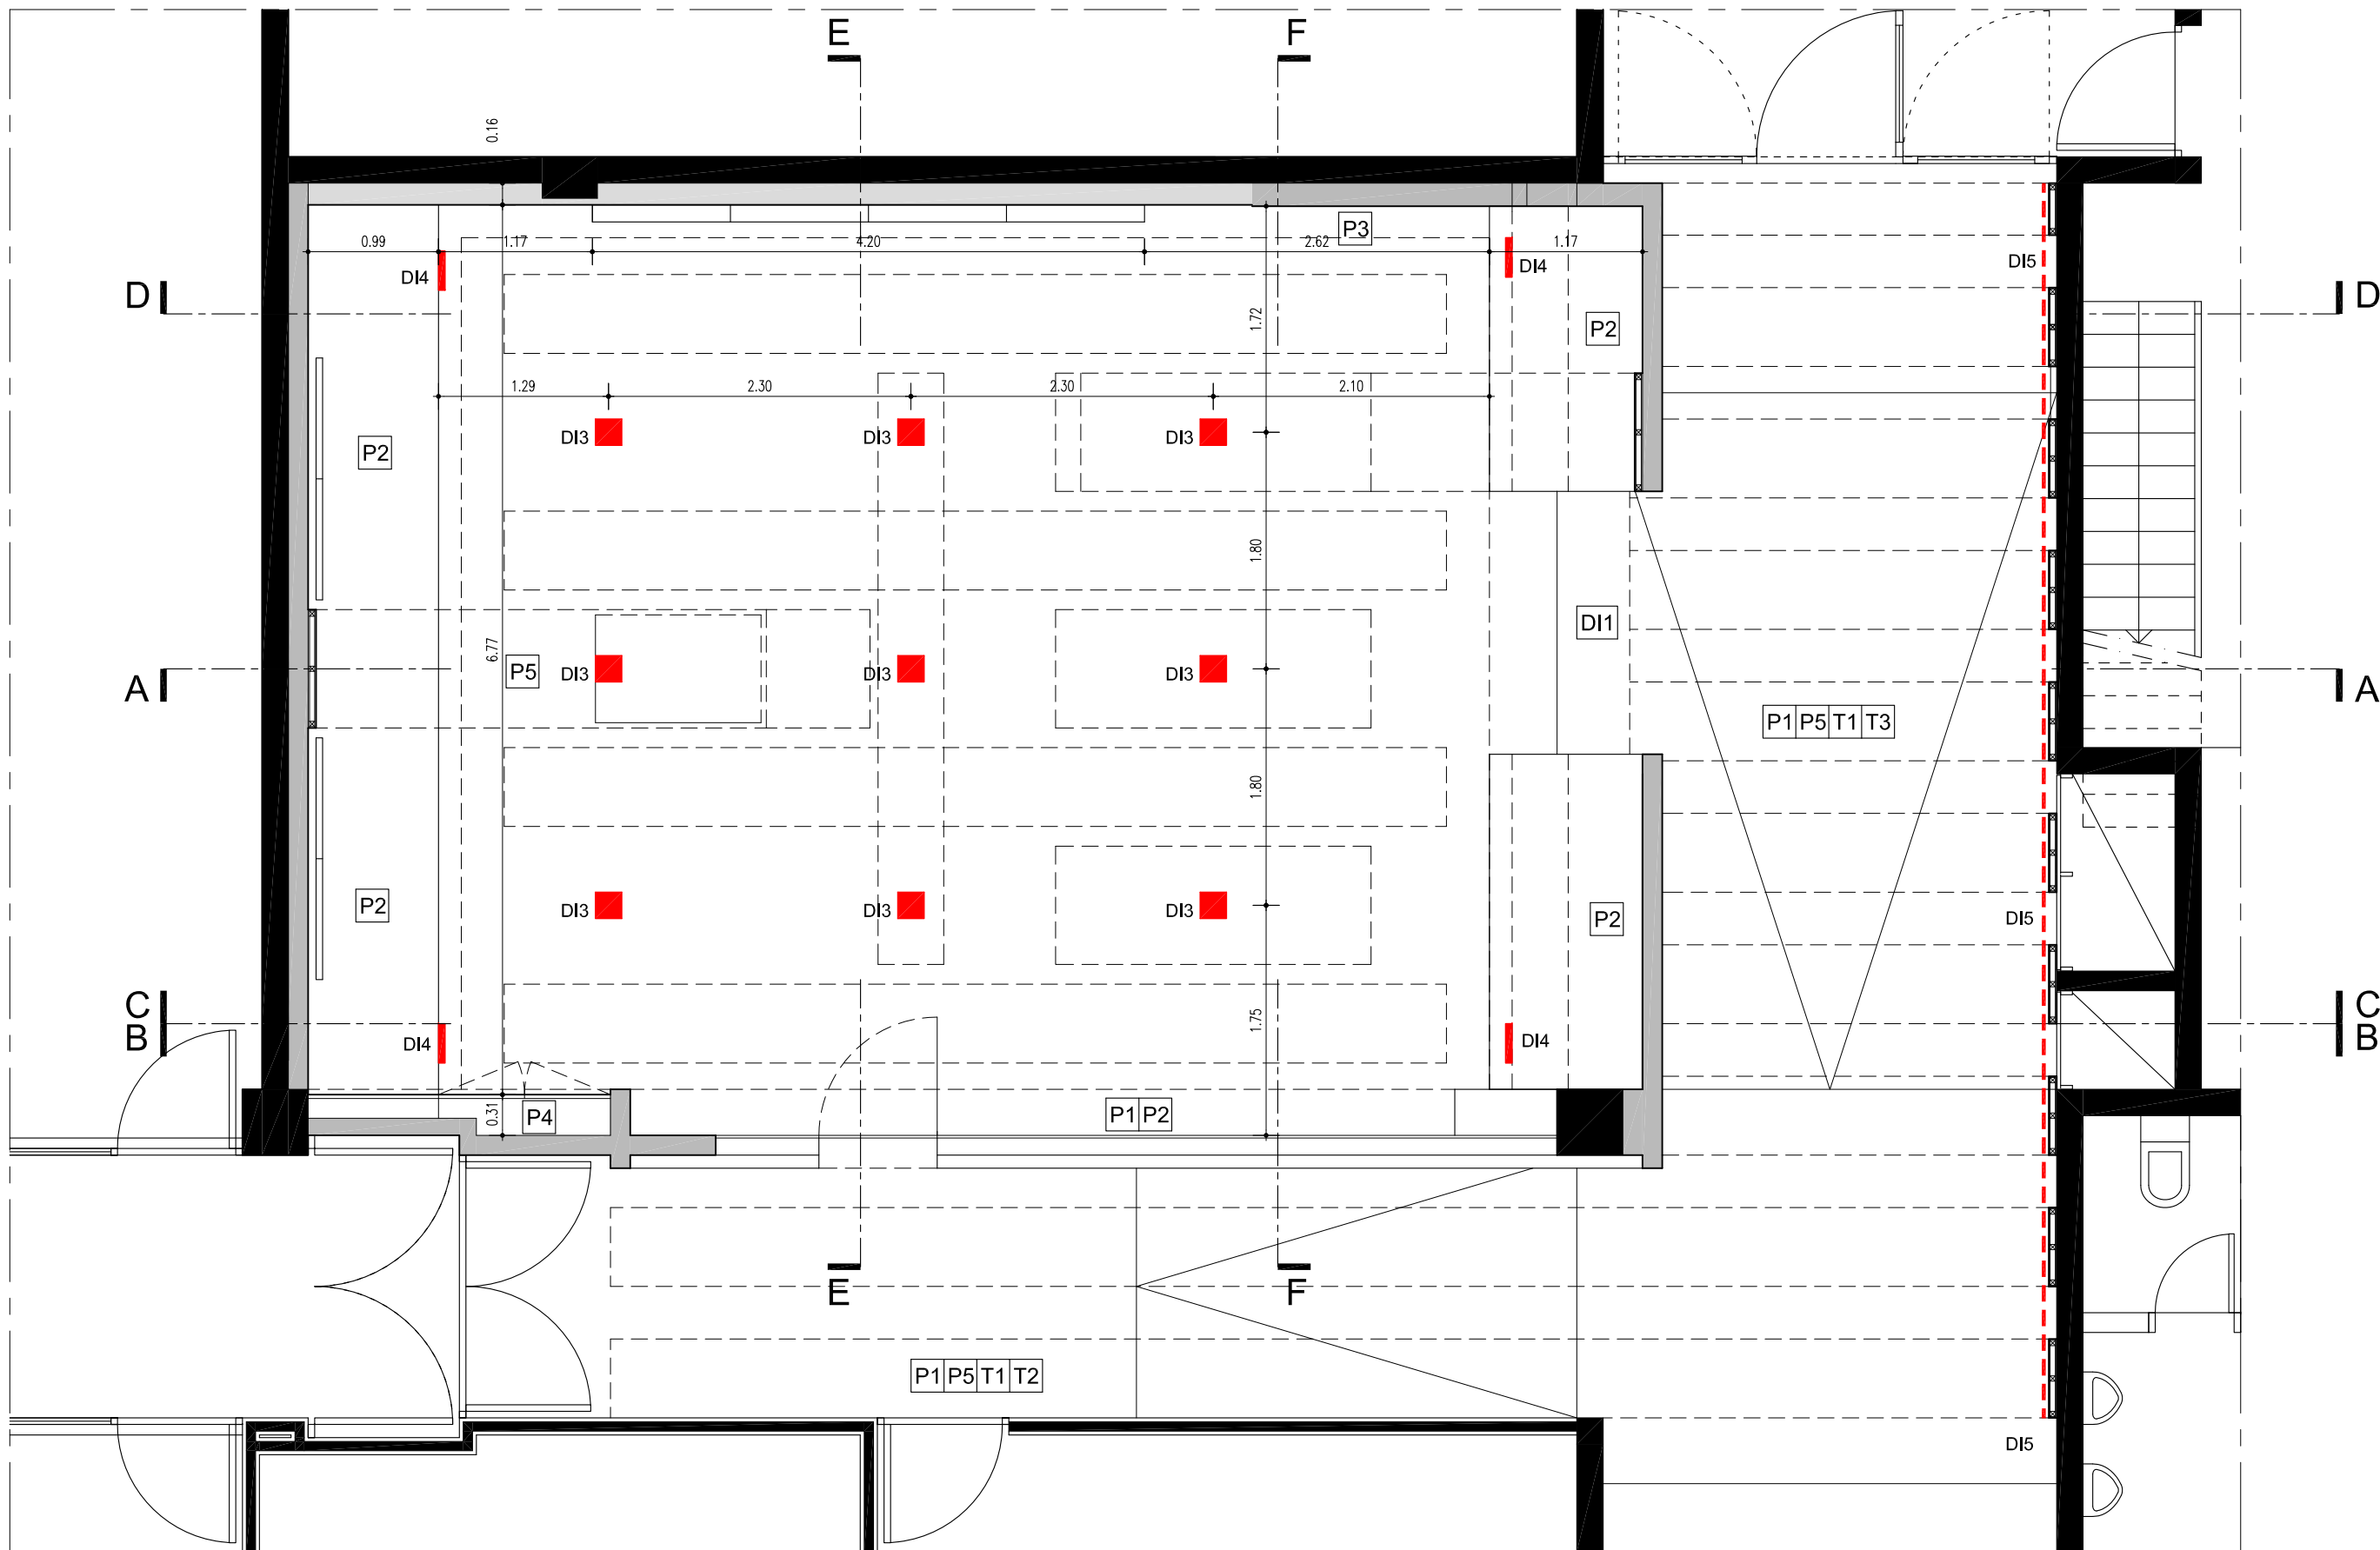 E F
0.16
P3
0.99 1.17 4.20 2.62 1.17
DI4 DI4 DI5
D D
1.72 P2
1.29 2.30 2.30 2.10
DI3 DI3 DI3
P2
1.80
DI1
6.77
P5 DI3 DI3 DI3
A A
P1 P5 T1 T3
1.80
P2 DI3 DI3 DI3 P2 DI5
C C
B B
1.75
DI4 DI4
0.31 P4 P1 P2
E F
P1 P5 T1 T2
DI5